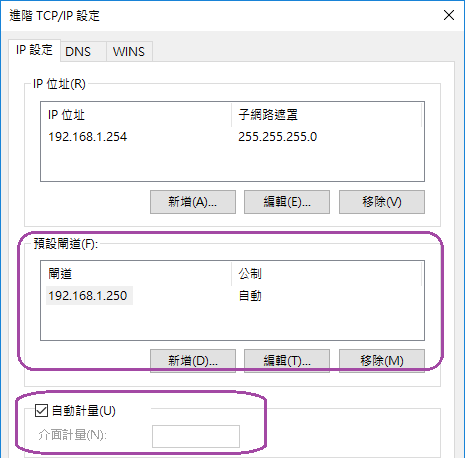 進階 TCP/IP 設定
IP 設定 DNS WINS
IP 位址(R)
IP 位址 子網路遮罩
192.168.1.254 255.255.255.0
新增(A)... 編輯(E)... 移除(V)
預設閘道(F):
閘道 公制
192.168.1.250 自動
新增(D)... 編輯(T)... 移除(M)
自動計量(U)
介面計量(N):